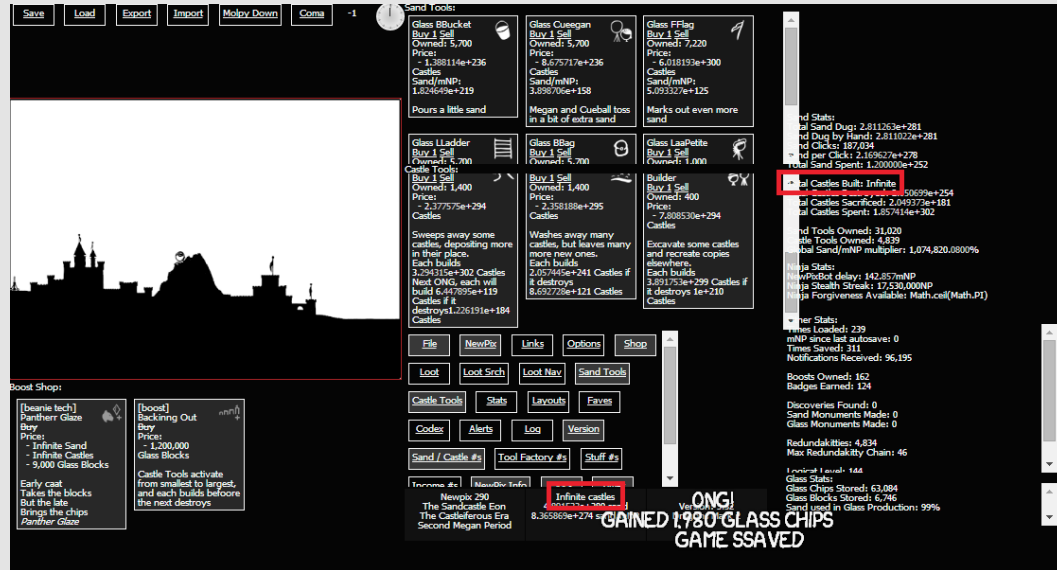 Save Load Export Import Molpy Down Coma -1
Sand Tools:
Glass BBucket
Buy 1 Sell
Owned: 5,700
Price:
- 1.388114e+236
Castles
Sand/mNP:
1.824649e+219
Pours a little sand
Glass Cueegan
Buy 1 Sell
Owned: 5,700
Price:
- 8.675717e+236
Castles
Sand/mNP:
3.898706e+158
Megan and Cueball toss
in a bit of extra sand
Glass FFlag
Buy 1 Sell
Owned: 7,220
Price:
- 6.018193e+300
Castles
Sand/mNP:
5.093327e+125
Marks out even more
sand
Glass LLadder
Buy 1 Sell
Owned: 5,700
Glass BBag
Buy 1 Sell
Owned: 5,700
Glass LaaPetite
Buy 1 Sell
Owned: 1,000
Castle Tools:
Buy 1 Sell
Owned: 1,400
Price:
- 2.377575e+294
Castles
Sweeps away some
castles, depositing more
in their place.
Each builds
3.294315e+302 Castles
Next ONG, each will
build 6.447895e+119
Castles if it
destroys1.226191e+184
Castles
Buy 1 Sell
Owned: 1,400
Price:
- 2.358188e+295
Castles
Washes away many
castles, but leaves many
more new ones.
Each builds
2.057445e+241 Castles if
it destroys
8.692728e+121 Castles
Builder
Buy 1 Sell
Owned: 400
Price:
- 7.808530e+294
Castles
Excavate some castles
and recreate copies
elsewhere.
Each builds
3.891753e+299 Castles if
it destroys 1e+210
Castles
File NewPix Links Options Shop
Loot Loot Srch Loot Nav Sand Tools
Castle Tools Stats Layouts Faves
Codex Alerts Log Version
Sand / Castle #s Tool Factory #s Stuff #s
Income #s NewPix Info
Newpix 290
The Sandcastle Eon
The Castleiferous Era
Second Megan Period
Infinite castles
8.365869e+274
ONG!
GAINED 1,980 GLASS CHIPS
GAME SSAVED
Boost Shop:
[beanie tech]
Pantherr Glaze
Buy
Price:
- Infinite Sand
- Infinite Castles
- 9,000 Glass Blocks
Early caat
Takes the blocks
But the late
Brings the chips
Panther Glaze
[boost]
Backinng Out
Buy
Price:
- 1,200,000
Glass Blocks
Castle Tools activate
from smallest to largest,
and each builds befoore
the next destroys
Sand Stats:
Total Sand Dug: 2.811263e+281
Sand Dug by Hand: 2.811022e+281
Sand Clicks: 187,034
Sand per Click: 2.169627e+278
Total Sand Spent: 1.200000e+252
Total Castles Built: Infinite
Total Castles Sacrificed: 2.049373e+181
Total Castles Spent: 1.857414e+302
Sand Tools Owned: 31,020
Castle Tools Owned: 4,839
Global Sand/mNP multiplier: 1,074,820.0800%
Ninja Stats:
NewPixBot delay: 142.857mNP
Ninja Stealth Streak: 17,530,000NP
Ninja Forgiveness Available: Math.ceil(Math.PI)
Other Stats:
Times Loaded: 239
mNP since last autosave: 0
Times Saved: 311
Notifications Received: 96,195
Boosts Owned: 162
Badges Earned: 124
Discoveries Found: 0
Sand Monuments Made: 0
Glass Monuments Made: 0
Redundakitties: 4,834
Max Redundakitty Chain: 46
Logicat Level: 144
Glass Stats:
Glass Chips Stored: 63,084
Glass Blocks Stored: 6,746
Sand used in Glass Production: 99%